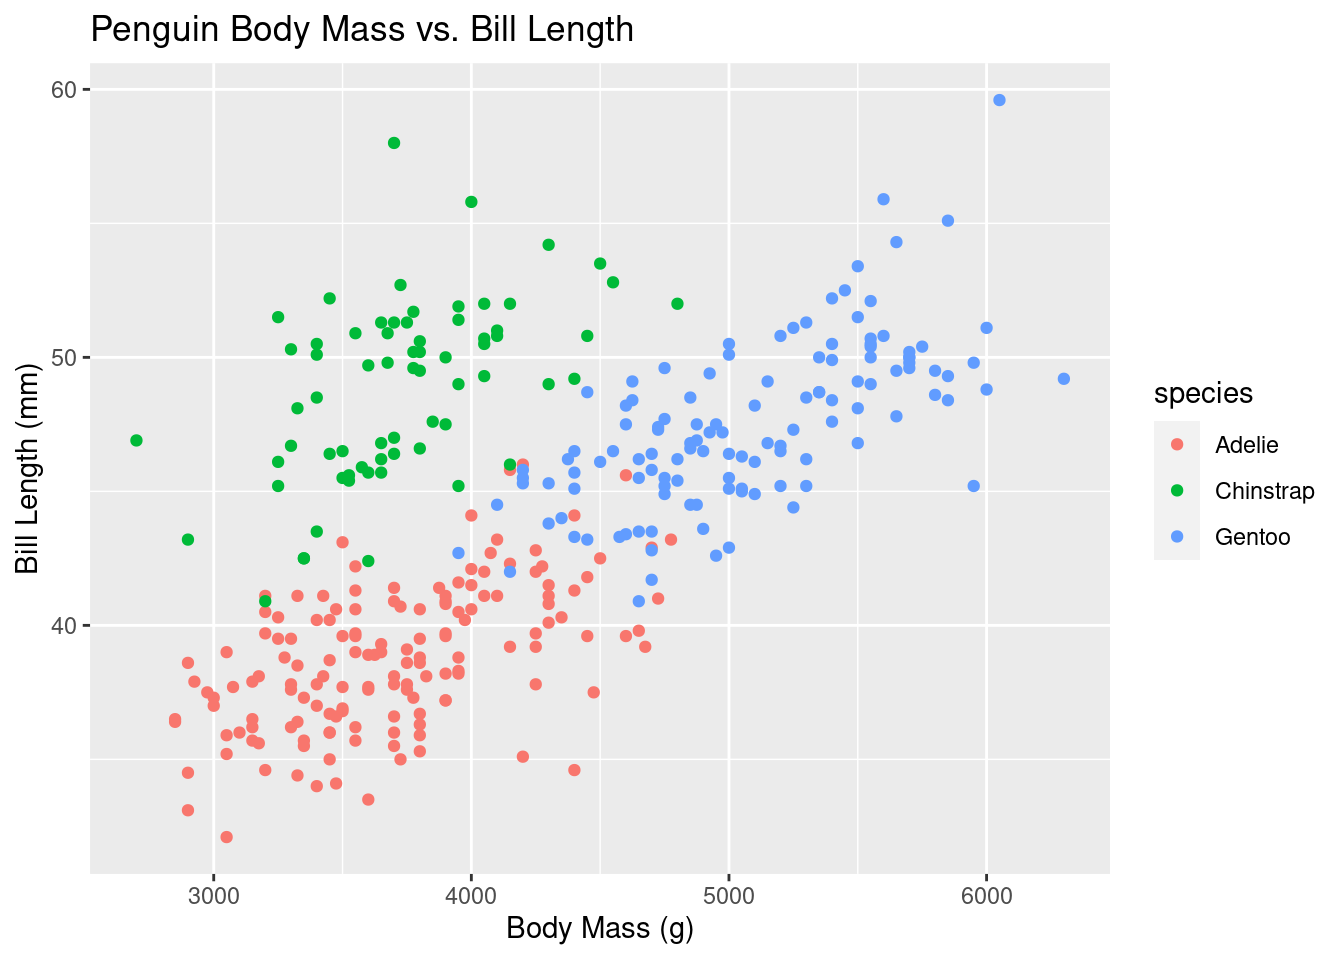 Penguin Body Mass vs. Bill Length
60
50
40
Bill Length (mm)
3000 4000 5000 6000
Body Mass (g)
species
Adelie
Chinstrap
Gentoo